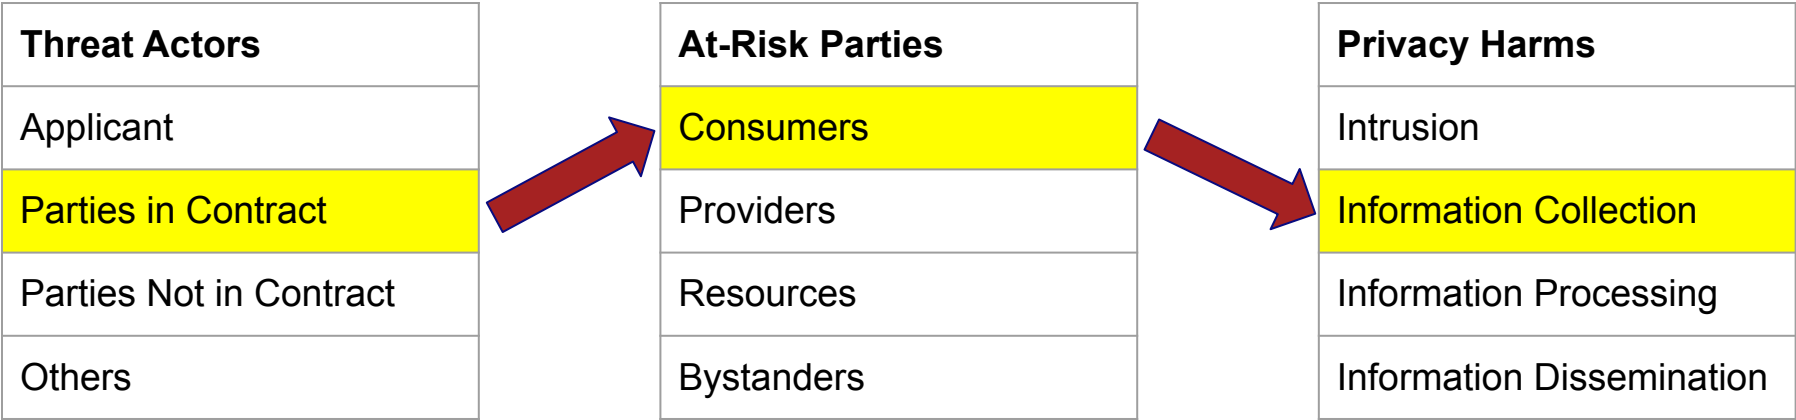 Threat Actors
Applicant
Parties in Contract
Parties Not in Contract
Others
At-Risk Parties
Consumers
Providers
Resources
Bystanders
Privacy Harms
Intrusion
Information Collection
Information Processing
Information Dissemination